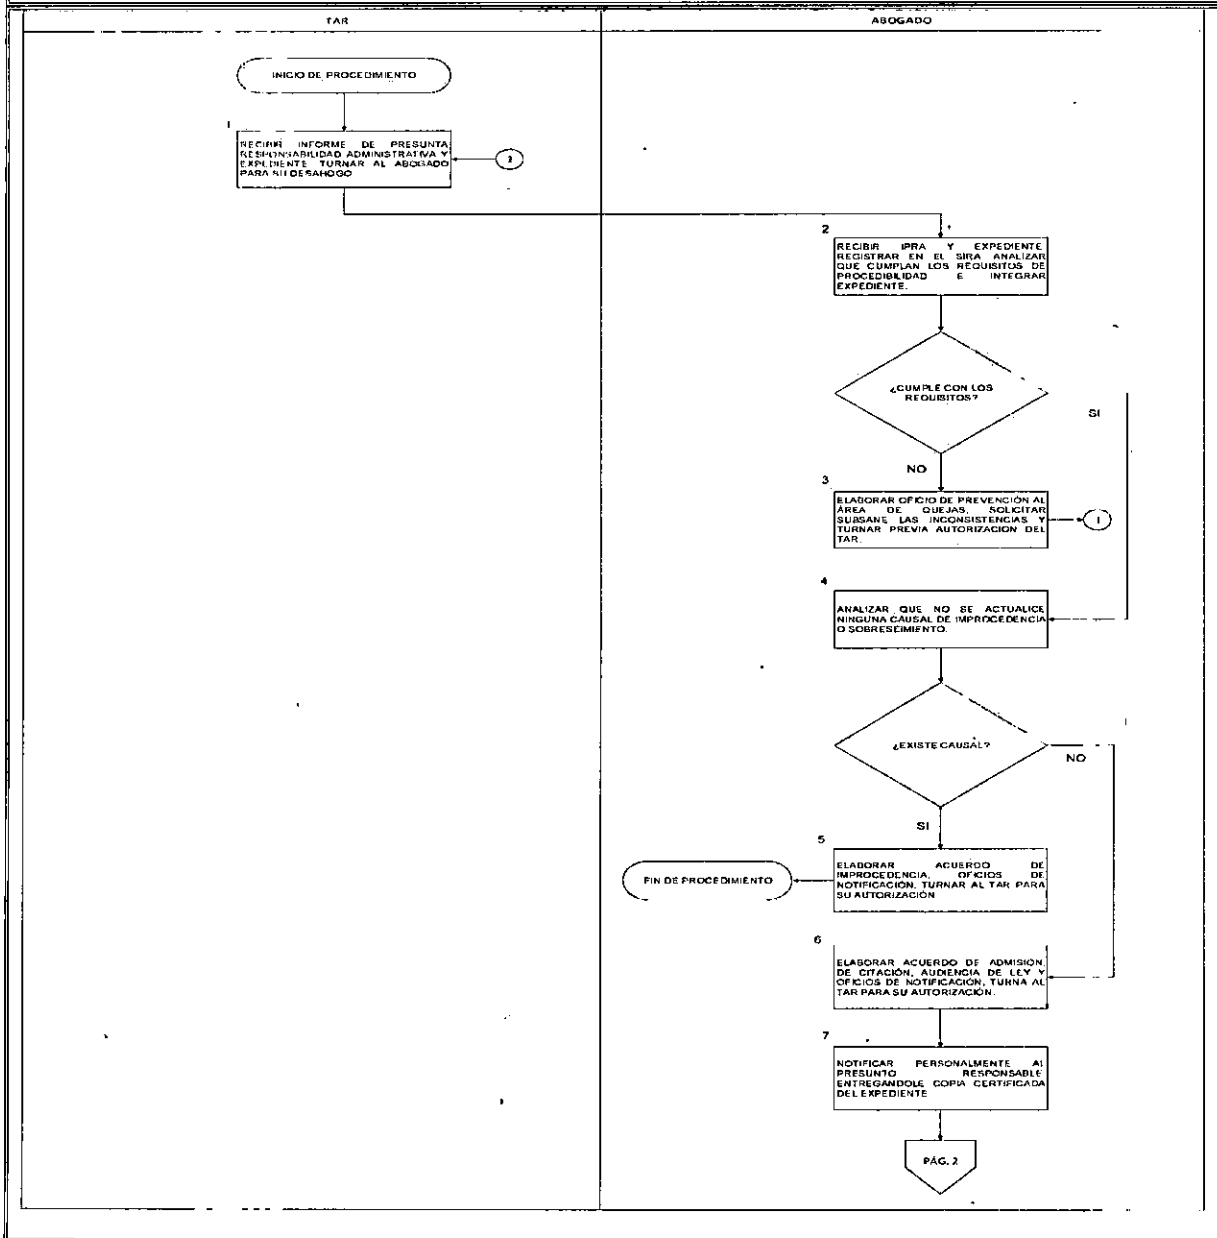 TAR
ABOGADO
INICIO DE PROCEDIMIENTO
1
RECIBIR INFORME DE PRESUNTA
RESPONSABILIDAD ADMINISTRATIVA Y
EXPEDIENTE TURNAR AL ABOGADO
PARA SU DESAHOGO
2
2
RECIBIR IPRA Y EXPEDIENTE
REGISTRAR EN EL SIRA ANALIZAR
QUE CUMPLAN LOS REQUISITOS DE
PROCEDIBILIDAD E INTEGRAR
EXPEDIENTE.
¿CUMPLE CON LOS
REQUISITOS?
SI
NO
3
ELABORAR OFICIO DE PREVENCIÓN AL
ÁREA DE QUEJAS, SOLICITAR
SUBSANE LAS INCONSISTENCIAS Y
TURNAR PREVIA AUTORIZACION DEL
TAR.
1
4
ANALIZAR QUE NO SE ACTUALICE
NINGUNA CAUSAL DE IMPROCEDENCIA
O SOBRESEIMIENTO.
¿EXISTE CAUSAL?
NO
SI
5
ELABORAR ACUERDO DE
IMPROCEDENCIA, OFICIOS DE
NOTIFICACIÓN, TURNAR AL TAR PARA
SU AUTORIZACIÓN
FIN DE PROCEDIMIENTO
6
ELABORAR ACUERDO DE ADMISIÓN,
DE CITACIÓN, AUDIENCIA DE LEY Y
OFICIOS DE NOTIFICACIÓN, TURNA AL
TAR PARA SU AUTORIZACIÓN.
7
NOTIFICAR PERSONALMENTE AL
PRESUNTO RESPONSABLE
ENTREGANDOLE COPIA CERTIFICADA
DEL EXPEDIENTE
PÁG. 2